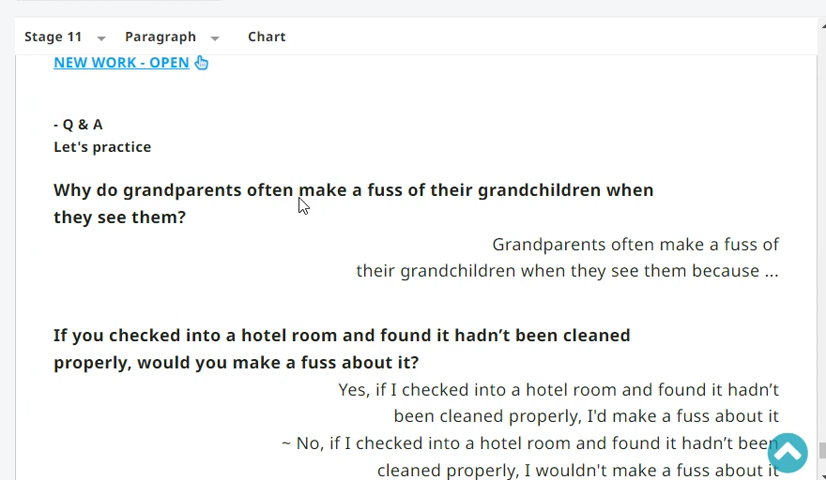 Stage 11 Paragraph Chart
NEW WORK - OPEN
- Q & A
Let's practice
Why do grandparents often make a fuss of their grandchildren when
they see them?
Grandparents often make a fuss of
their grandchildren when they see them because ...
If you checked into a hotel room and found it hadn’t been cleaned
properly, would you make a fuss about it?
Yes, if I checked into a hotel room and found it hadn’t
been cleaned properly, I'd make a fuss about it
~ No, if I checked into a hotel room and found it hadn’t been
cleaned properly, I wouldn't make a fuss about it